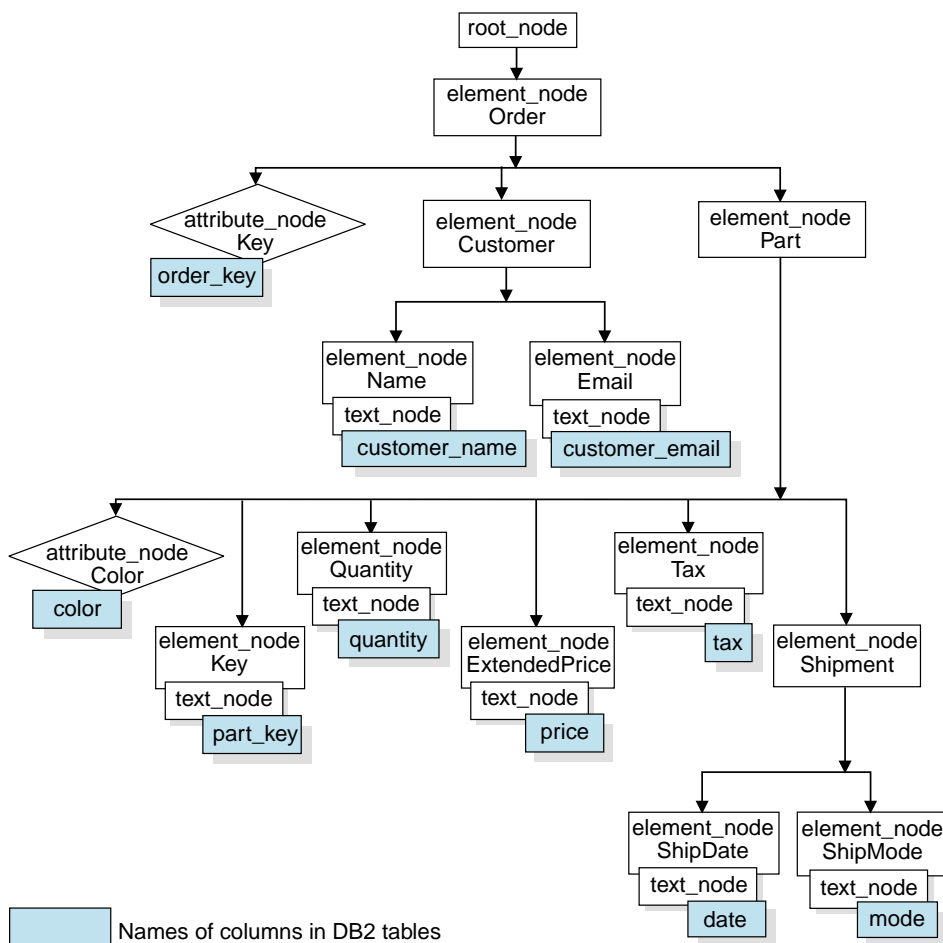 root_node
element_node
Order
attribute_node
Key
order_key
element_node
Customer
element_node
Part
element_node
Name
text_node
customer_name
element_node
Email
text_node
customer_email
attribute_node
Color
color
element_node
Key
text_node
part_key
element_node
Quantity
text_node
quantity
element_node
ExtendedPrice
text_node
price
element_node
Tax
text_node
tax
element_node
Shipment
element_node
ShipDate
text_node
date
element_node
ShipMode
text_node
mode
Names of columns in DB2 tables